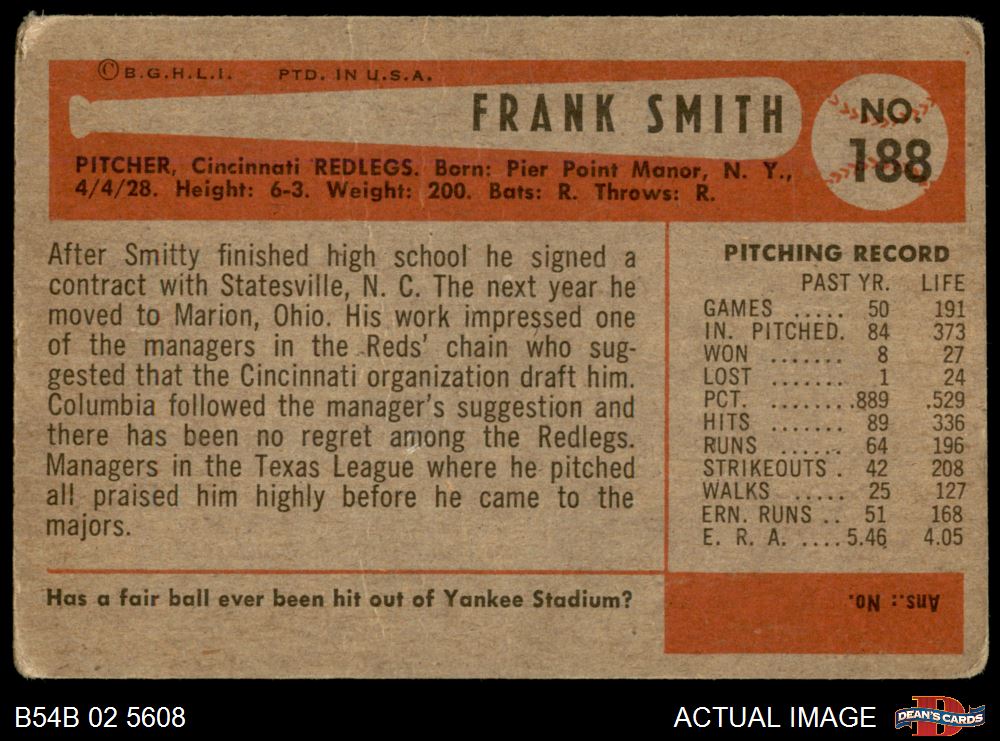 ©B.G.H.L.I. PTD. IN U.S.A.
FRANK SMITH
NO. 188
PITCHER, Cincinnati REDLEGS. Born: Pier Point Manor, N. Y.,
4/4/28. Height: 6-3. Weight: 200. Bats: R. Throws: R.
After Smitty finished high school he signed a
contract with Statesville, N. C. The next year he
moved to Marion, Ohio. His work impressed one
of the managers in the Reds' chain who sug-
gested that the Cincinnati organization draft him.
Columbia followed the manager's suggestion and
there has been no regret among the Redlegs.
Managers in the Texas League where he pitched
all praised him highly before he came to the
majors.
PITCHING RECORD
PAST YR. LIFE
GAMES ..... 50 191
IN. PITCHED. 84 373
WON ....... 8 27
LOST ....... 1 24
PCT. ........889 .529
HITS ....... 89 336
RUNS ...... 64 196
STRIKEOUTS . 42 208
WALKS ..... 25 127
ERN. RUNS .. 51 168
E. R. A. ....5.46 4.05
Has a fair ball ever been hit out of Yankee Stadium?
Ans.: No.
B54B 02 5608
ACTUAL IMAGE
D
DEAN'S CARDS